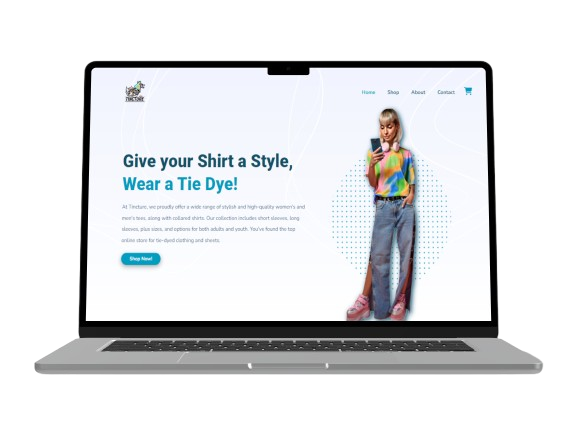 TINCTURE
Home Shop About Contact
Give your Shirt a Style,
Wear a Tie Dye!
At Tincture, we proudly offer a wide range of stylish and high-quality women's and
men's tees, along with collared shirts. Our collection includes short sleeves, long
sleeves, plus sizes, and options for both adults and youth. You've found the top
online store for tie-dyed clothing and sheets.
Shop Now!